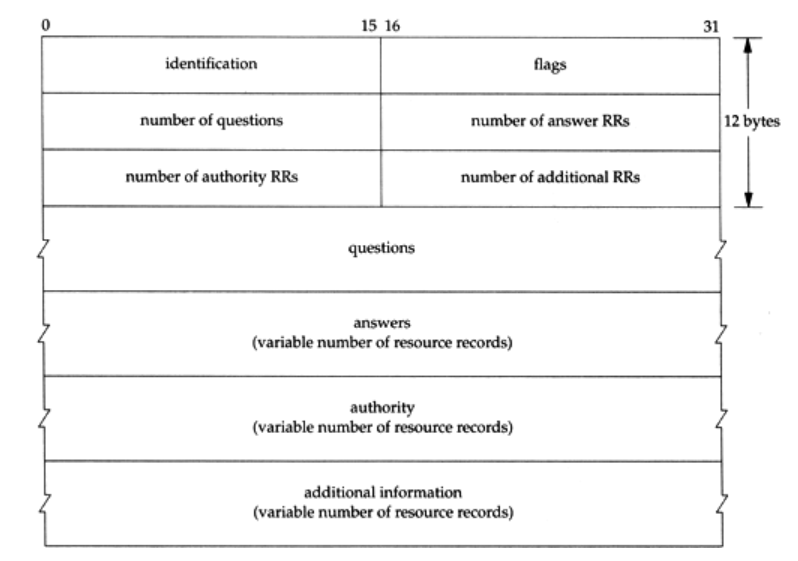 0 15 16 31
identification flags
number of questions number of answer RRs 12 bytes
number of authority RRs number of additional RRs
questions
answers
(variable number of resource records)
authority
(variable number of resource records)
additional information
(variable number of resource records)